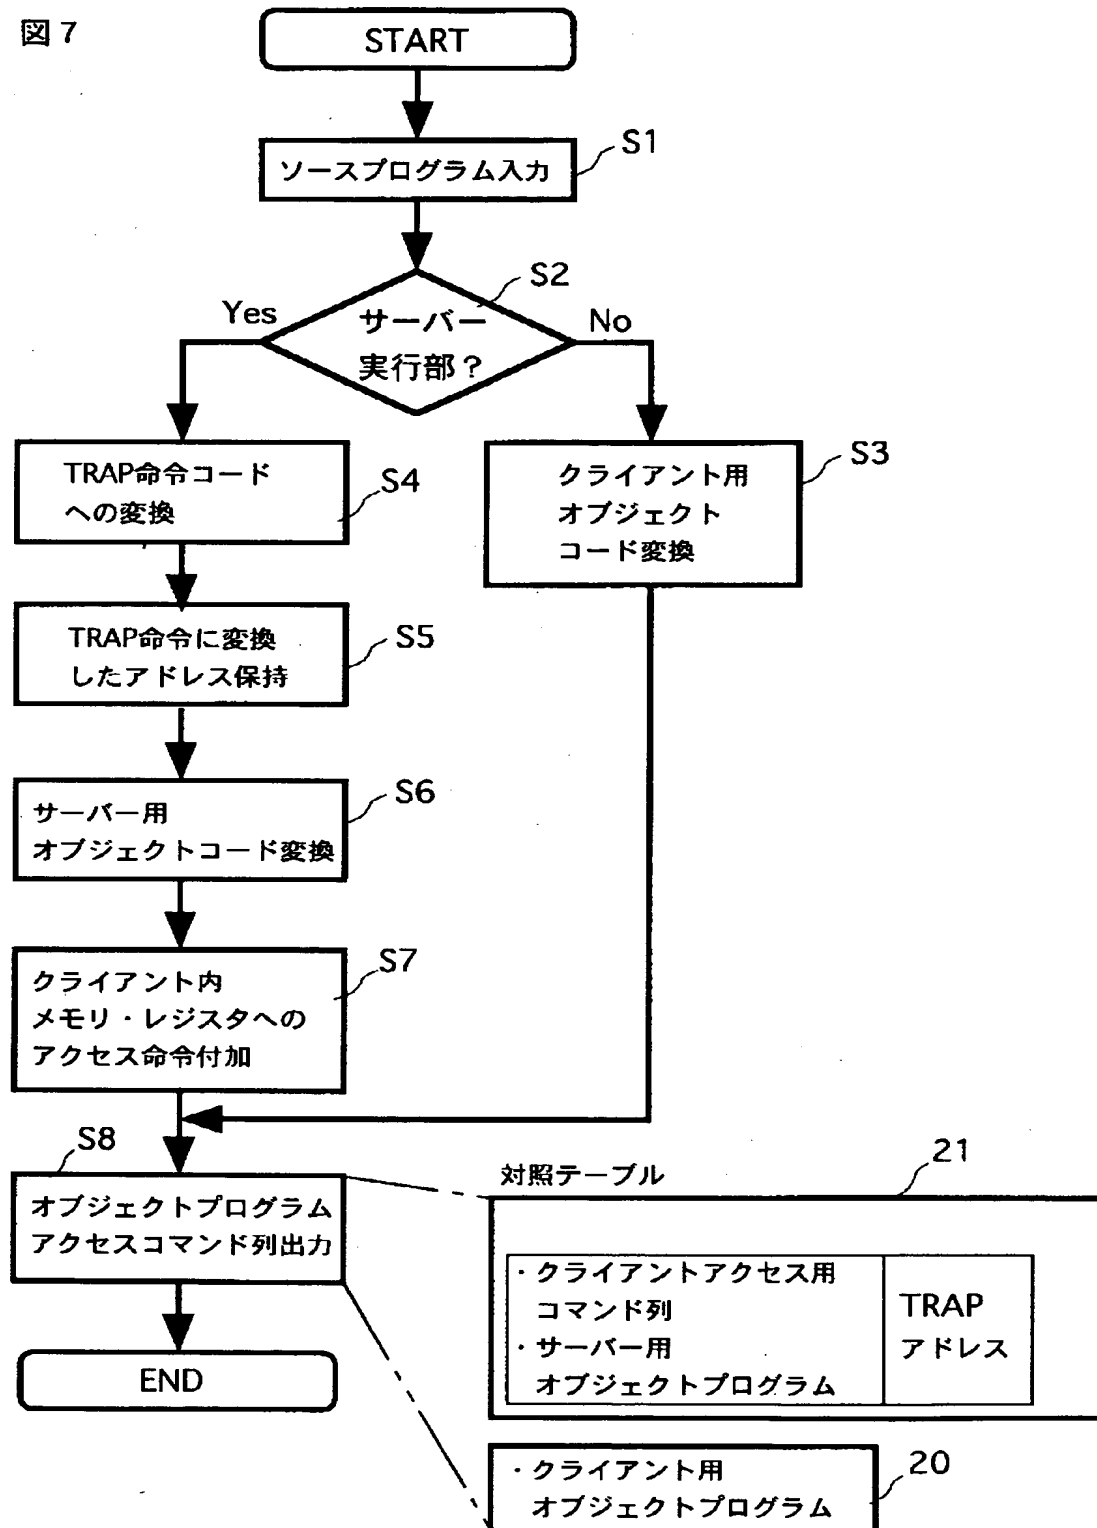 図7
START
S1
ソースプログラム入力
S2
Yes
サーバー
No
実行部?
S4
TRAP命令コード
への変換
S3
クライアント用
オブジェクト
コード変換
S5
TRAP命令に変換
したアドレス保持
S6
サーバー用
オブジェクトコード変換
S7
クライアント内
メモリ・レジスタへの
アクセス命令付加
S8
オブジェクトプログラム
アクセスコマンド列出力
END
対照テーブル
21
・クライアントアクセス用
コマンド列
・サーバー用
オブジェクトプログラム
TRAP
アドレス
20
・クライアント用
オブジェクトプログラム